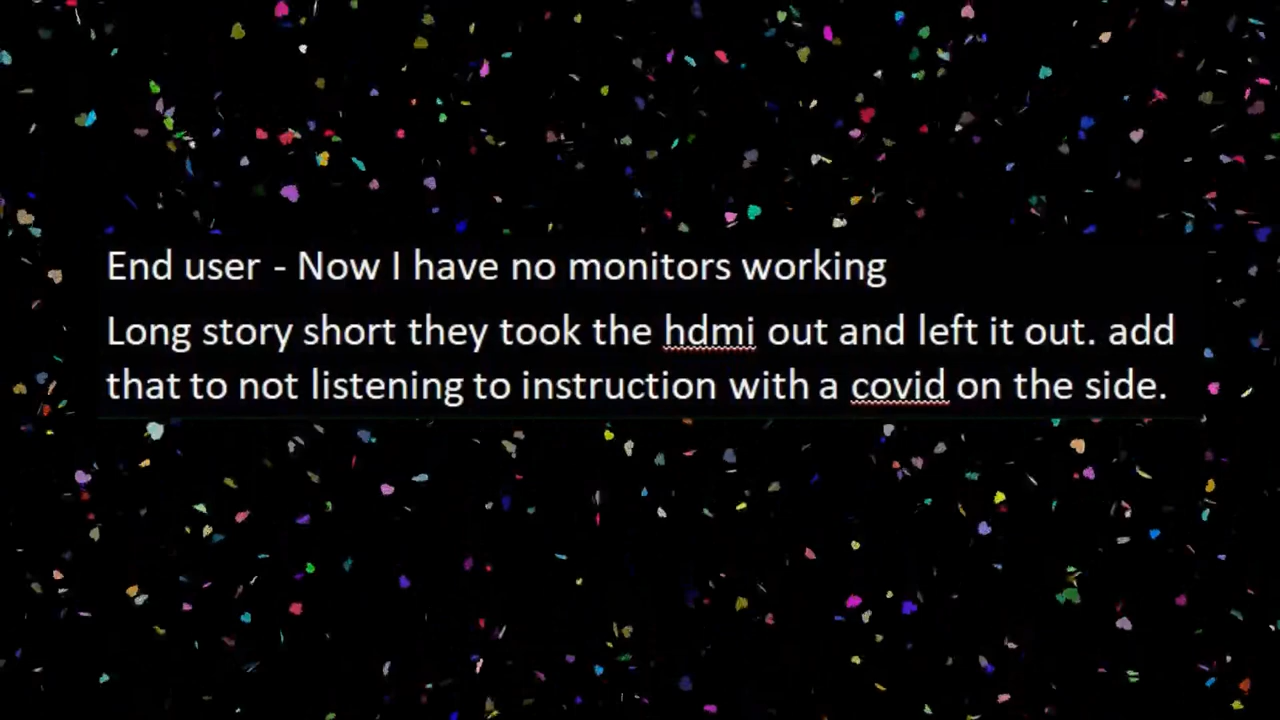 End user - Now I have no monitors working
Long story short they took the hdmi out and left it out. add
that to not listening to instruction with a covid on the side.